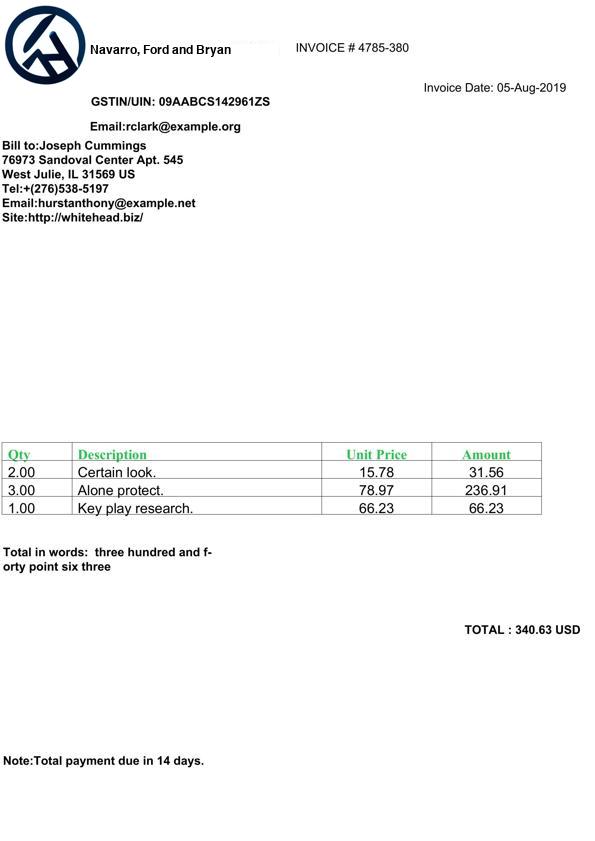 Navarro, Ford and Bryan
INVOICE # 4785-380
Invoice Date: 05-Aug-2019
GSTIN/UIN: 09AABCS142961ZS
Email:rclark@example.org
Bill to:Joseph Cummings
76973 Sandoval Center Apt. 545
West Julie, IL 31569 US
Tel:+(276)538-5197
Email:hurstanthony@example.net
Site:http://whitehead.biz/
Qty Description Unit Price Amount
2.00 Certain look. 15.78 31.56
3.00 Alone protect. 78.97 236.91
1.00 Key play research. 66.23 66.23
Total in words:  three hundred and f-
orty point six three
TOTAL : 340.63 USD
Note:Total payment due in 14 days.